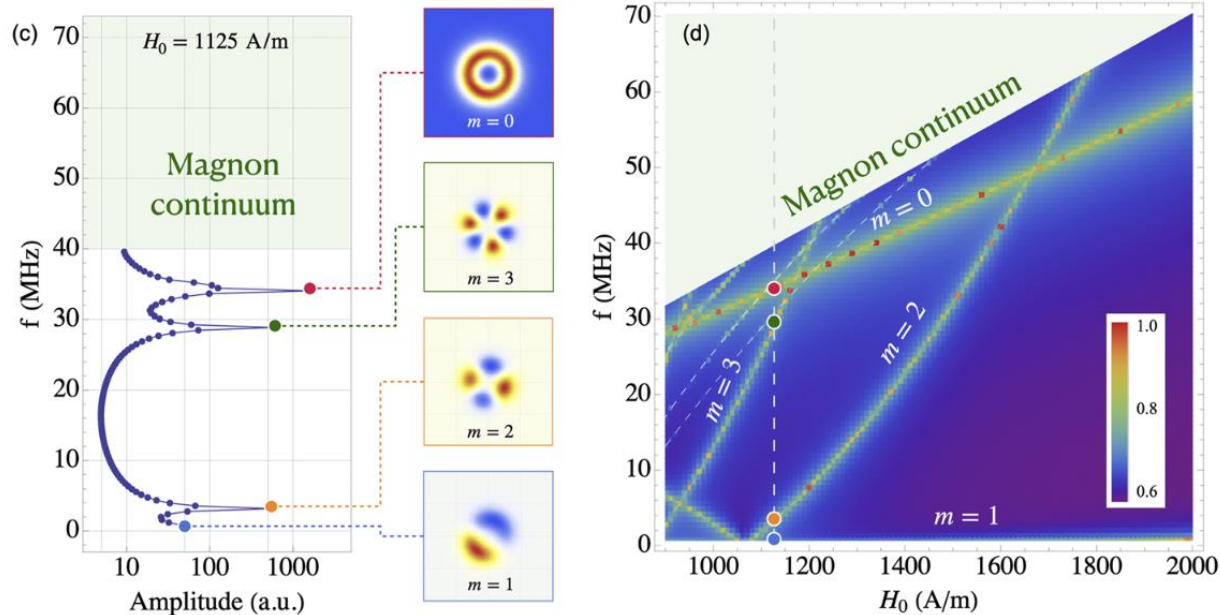 (c)
H₀ = 1125 A/m
70
60
50
40
30
20
10
0
f (MHz)
Magnon
continuum
10
100
1000
Amplitude (a.u.)
m = 0
m = 3
m = 2
m = 1
(d)
70
60
50
40
30
20
10
0
f (MHz)
Magnon continuum
m = 0
m = 3
m = 2
m = 1
1.0
0.8
0.6
1000
1200
1400
1600
1800
2000
H₀ (A/m)